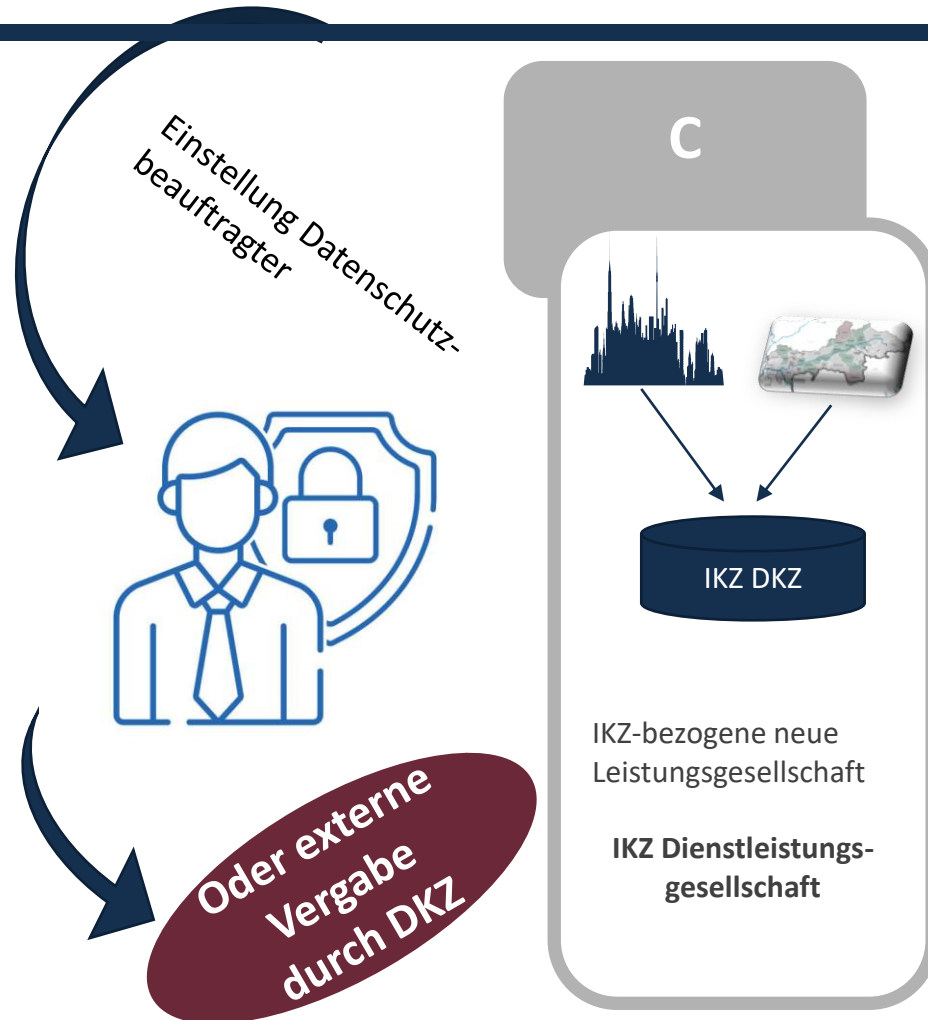 Einstellung Datenschutz-
beauftragter
Oder externe
Vergabe
durch DKZ
C
IKZ DKZ
IKZ-bezogene neue
Leistungsgesellschaft
IKZ Dienstleistungs-
gesellschaft